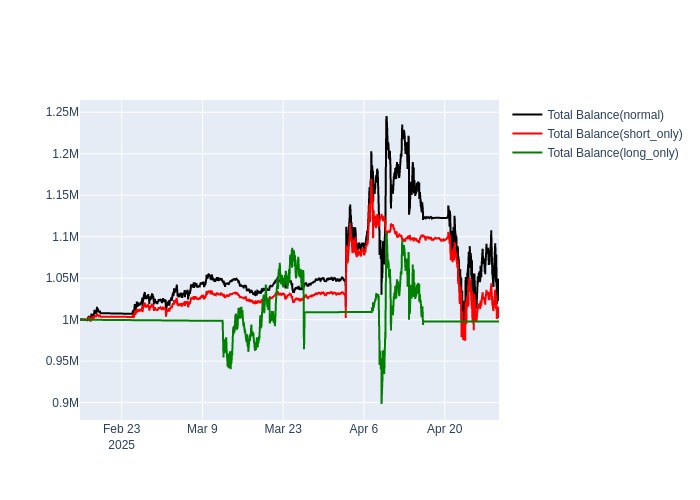 1.25M
1.2M
1.15M
1.1M
1.05M
1M
0.95M
0.9M
Feb 23
2025
Mar 9
Mar 23
Apr 6
Apr 20
Total Balance(normal)
Total Balance(short_only)
Total Balance(long_only)